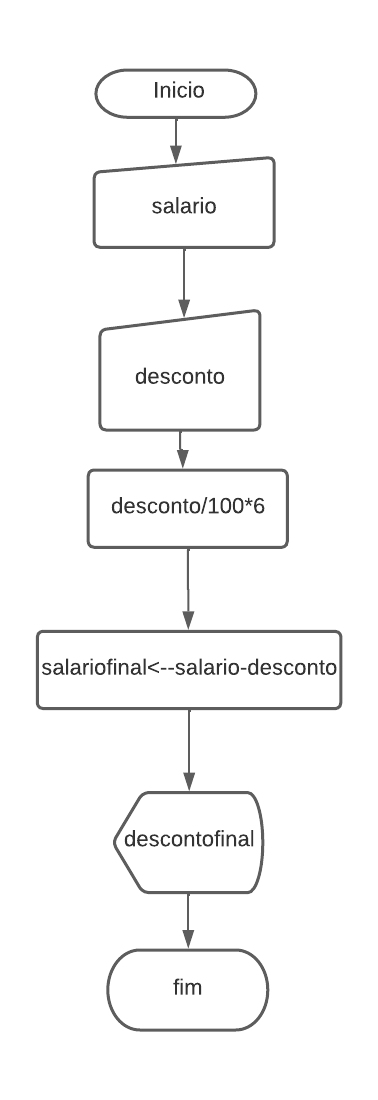 Inicio
salario
desconto
desconto/100*6
salariofinal<--salario-desconto
descontofinal
fim